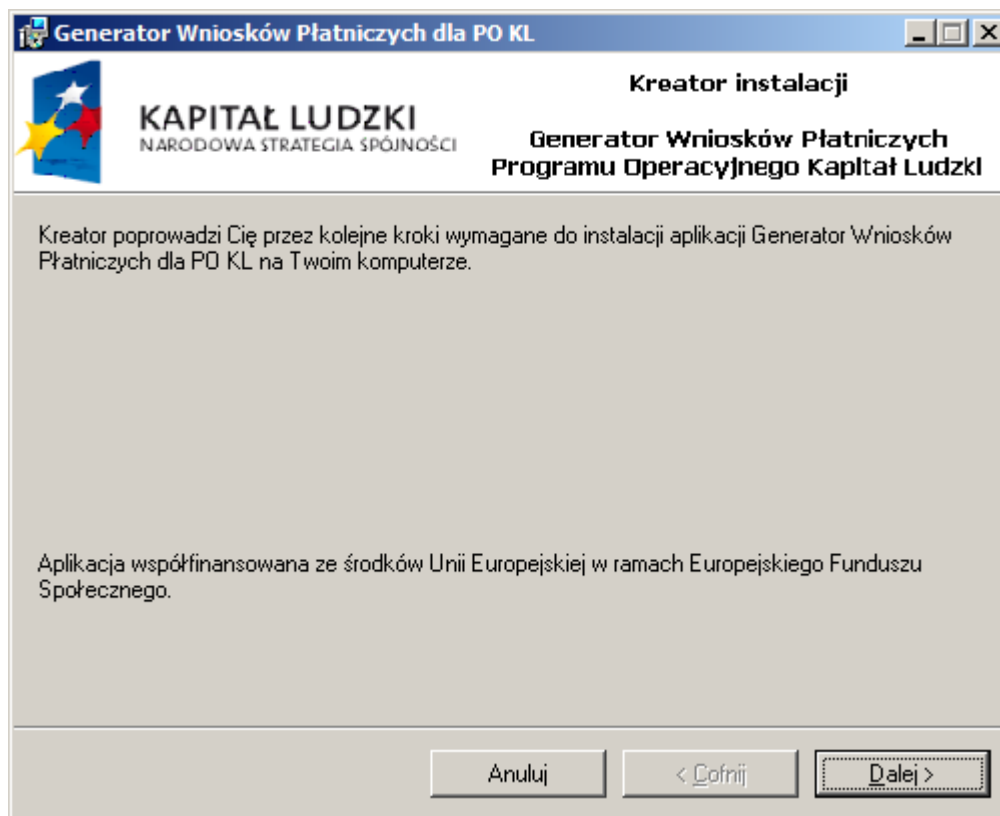 Generator Wniosków Płatniczych dla PO KL
KAPITAŁ LUDZKI
NARODOWA STRATEGIA SPÓJNOŚCI
Kreator instalacji
Generator Wniosków Płatniczych
Programu Operacyjnego Kapitał Ludzki
Kreator poprowadzi Cię przez kolejne kroki wymagane do instalacji aplikacji Generator Wniosków
Płatniczych dla PO KL na Twoim komputerze.
Aplikacja współfinansowana ze środków Unii Europejskiej w ramach Europejskiego Funduszu
Społecznego.
Anuluj
< Cofnij
Dalej >